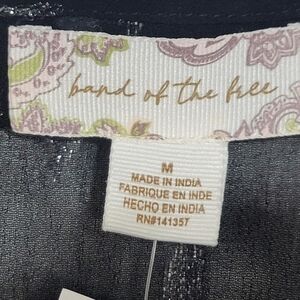 band of the free
M
MADE IN INDIA
FABRIQUE EN INDE
HECHO EN INDIA
RN#141357